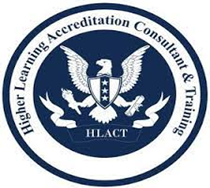 Higher Learning Accreditation Consultant & Training
HLACT